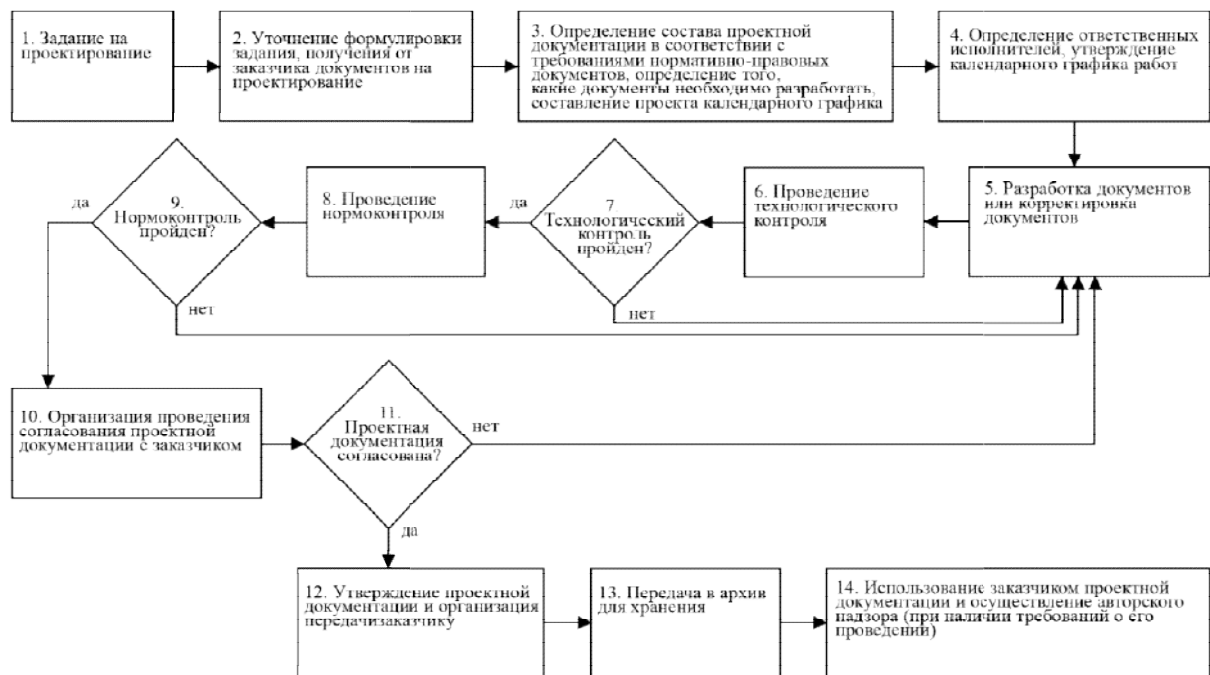 1. Задание на
проектирование
2. Уточнение формулировки
задания, получения от
заказчика документов на
проектирование
3. Определение состава проектной
документации в соответствии с
требованиями нормативно-правовых
документов, определение того,
какие документы необходимо разработать,
составление проекта календарного графика
4. Определение ответственных
исполнителей, утверждение
календарного графика работ
да
9.
Нормоконтроль
пройден?
нет
8. Проведение
нормоконтроля
да
7.
Технологический
контроль
пройден?
нет
6. Проведение
технологического
контроля
5. Разработка документов
или корректировка
документов
10. Организация проведения
согласования проектной
документации с заказчиком
11.
Проектная
документация
согласована?
нет
да
12. Утверждение проектной
документации и организация
передачизаказчику
13. Передача в архив
для хранения
14. Использование заказчиком проектной
документации и осуществление авторского
надзора (при наличии требований о его
проведении)